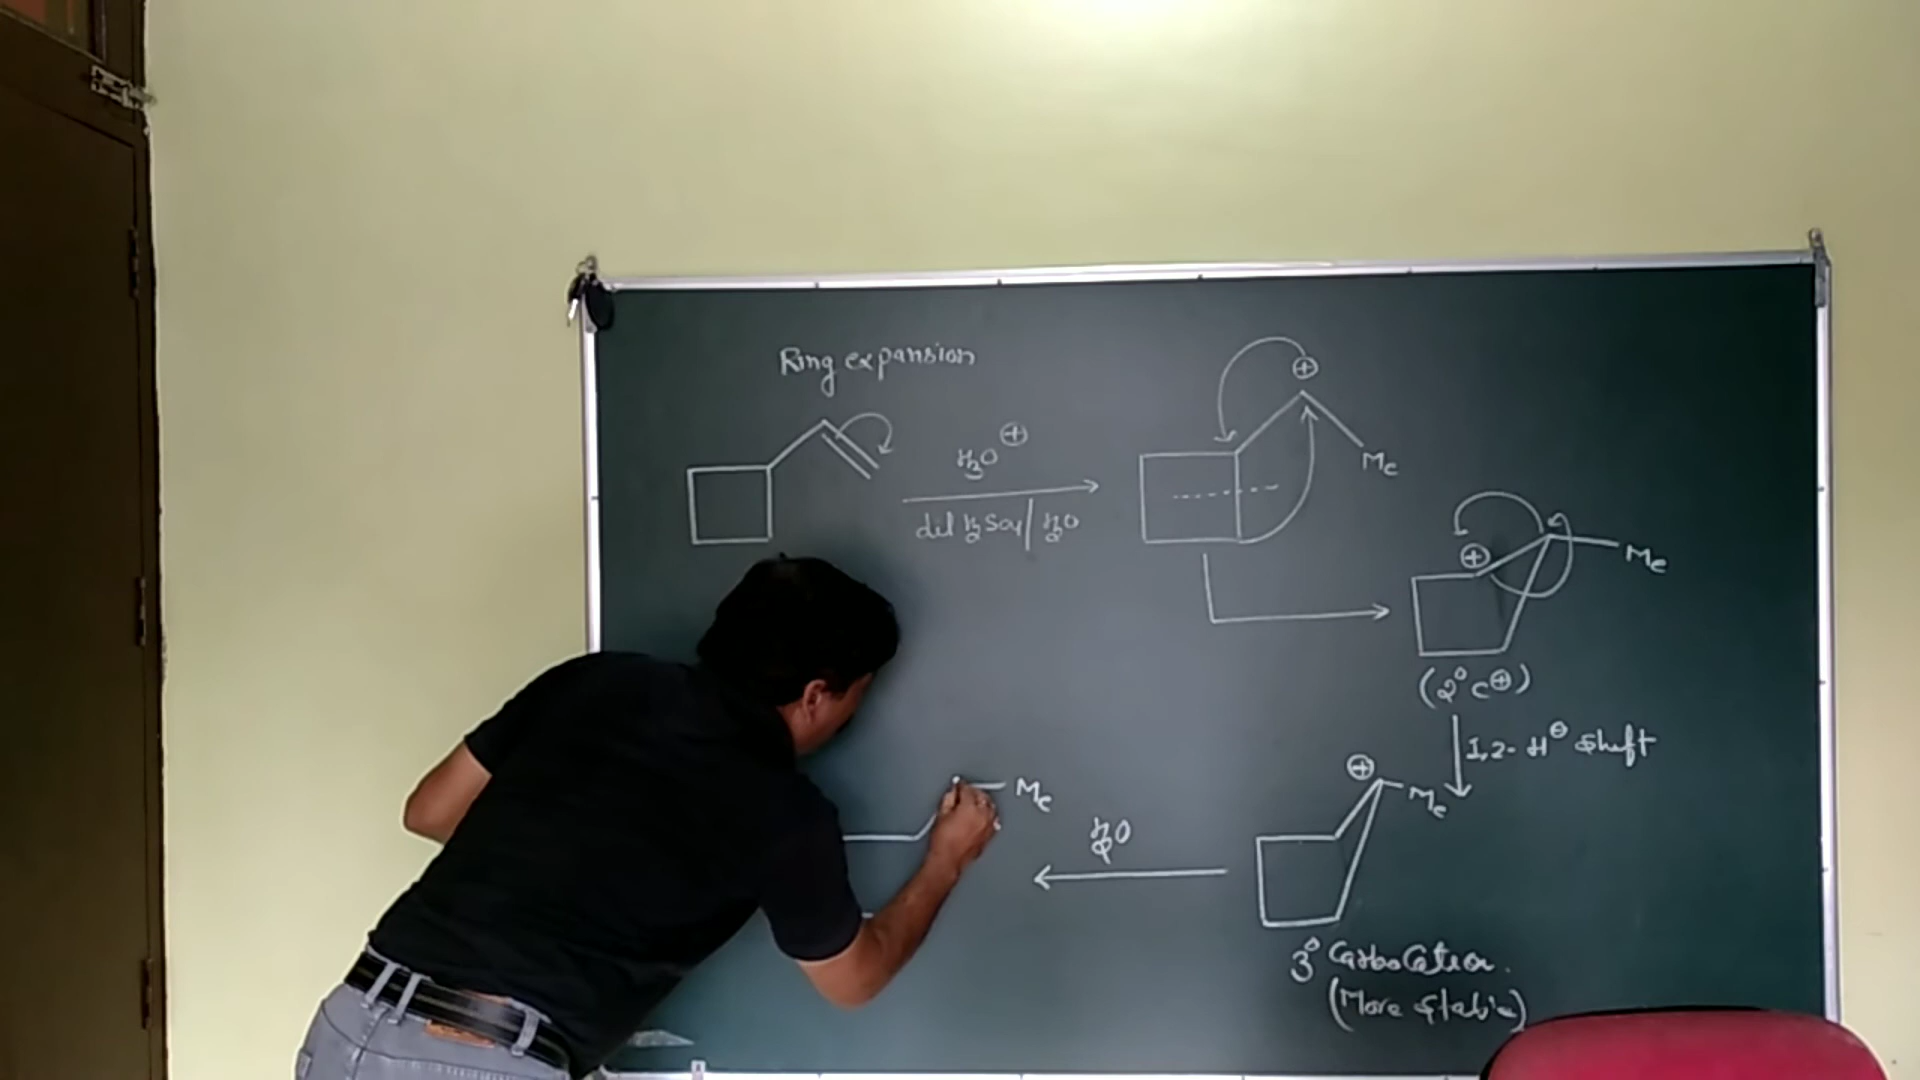 Ring expansion
H₃O⊕
dil H₂SO₄ / H₂O
⊕
Me
⊕
Me
(2° C⊕)
1,2- H⊖ Shift
⊕
Me
Me
H₂O
3° Carbocation.
(More Stable)